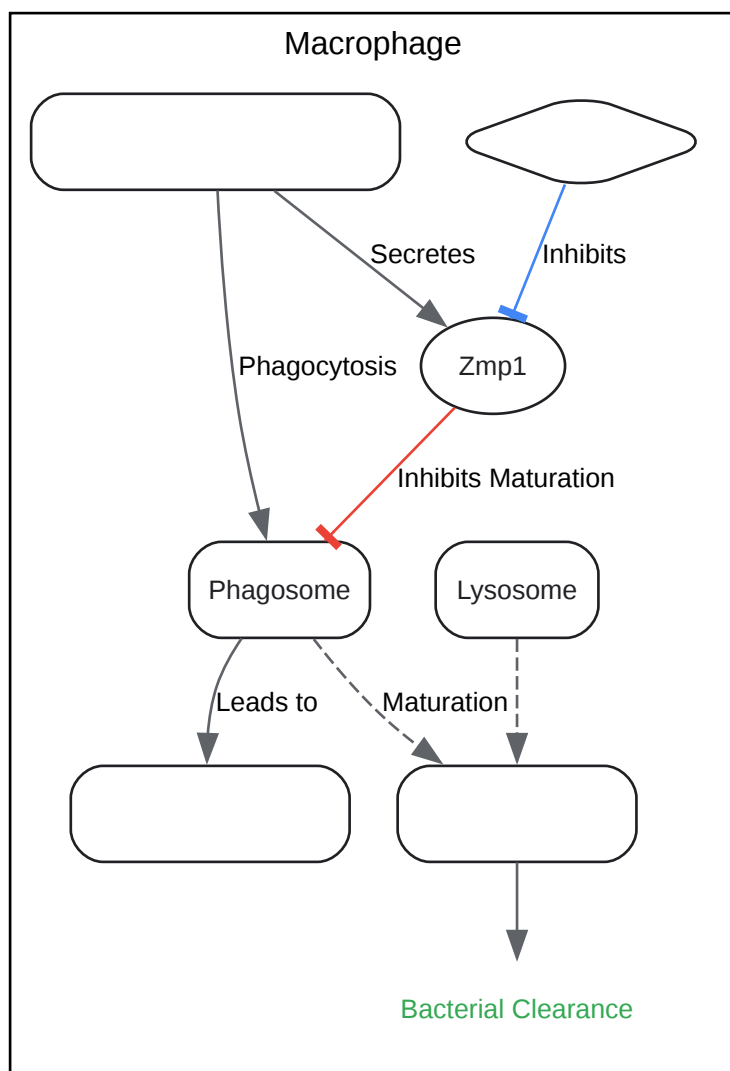 Macrophage
Secretes
Inhibits
Phagocytosis
Zmp1
Inhibits Maturation
Phagosome
Lysosome
Leads to
Maturation
Bacterial Clearance